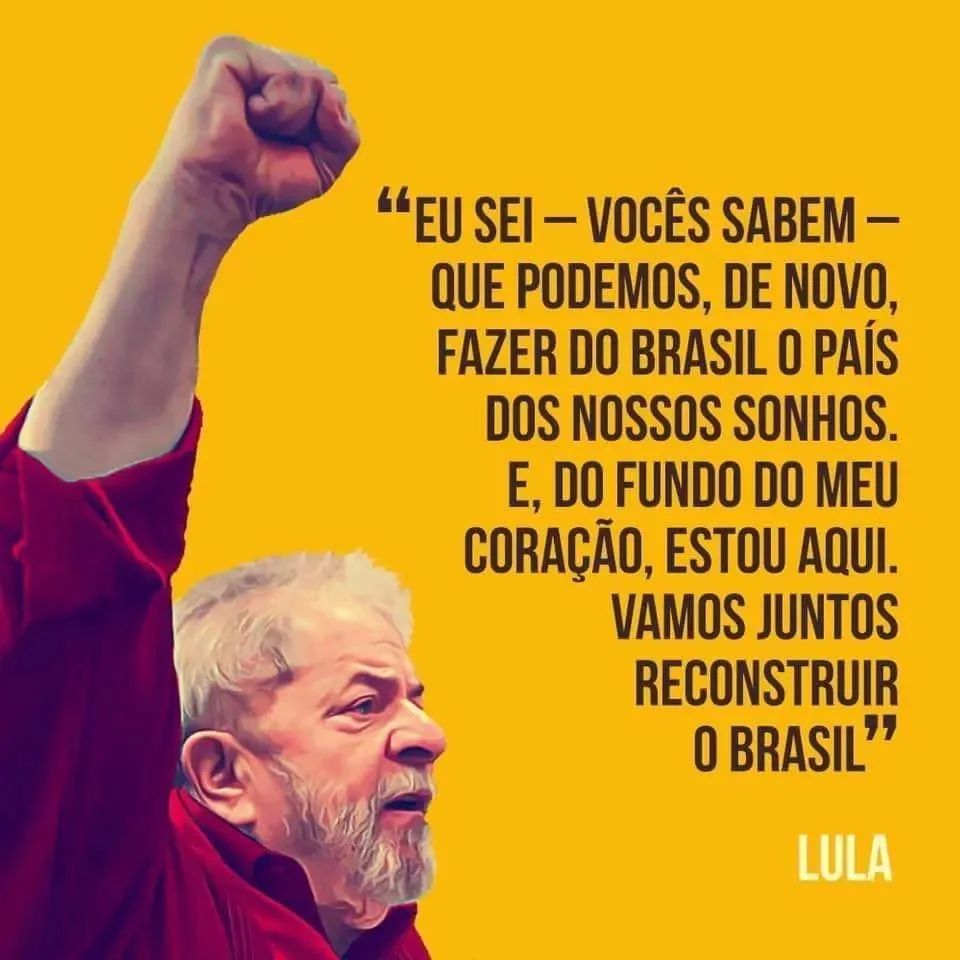 “EU SEI – VOCÊS SABEM –
QUE PODEMOS, DE NOVO,
FAZER DO BRASIL O PAÍS
DOS NOSSOS SONHOS.
E, DO FUNDO DO MEU
CORAÇÃO, ESTOU AQUI.
VAMOS JUNTOS
RECONSTRUIR
O BRASIL”
LULA